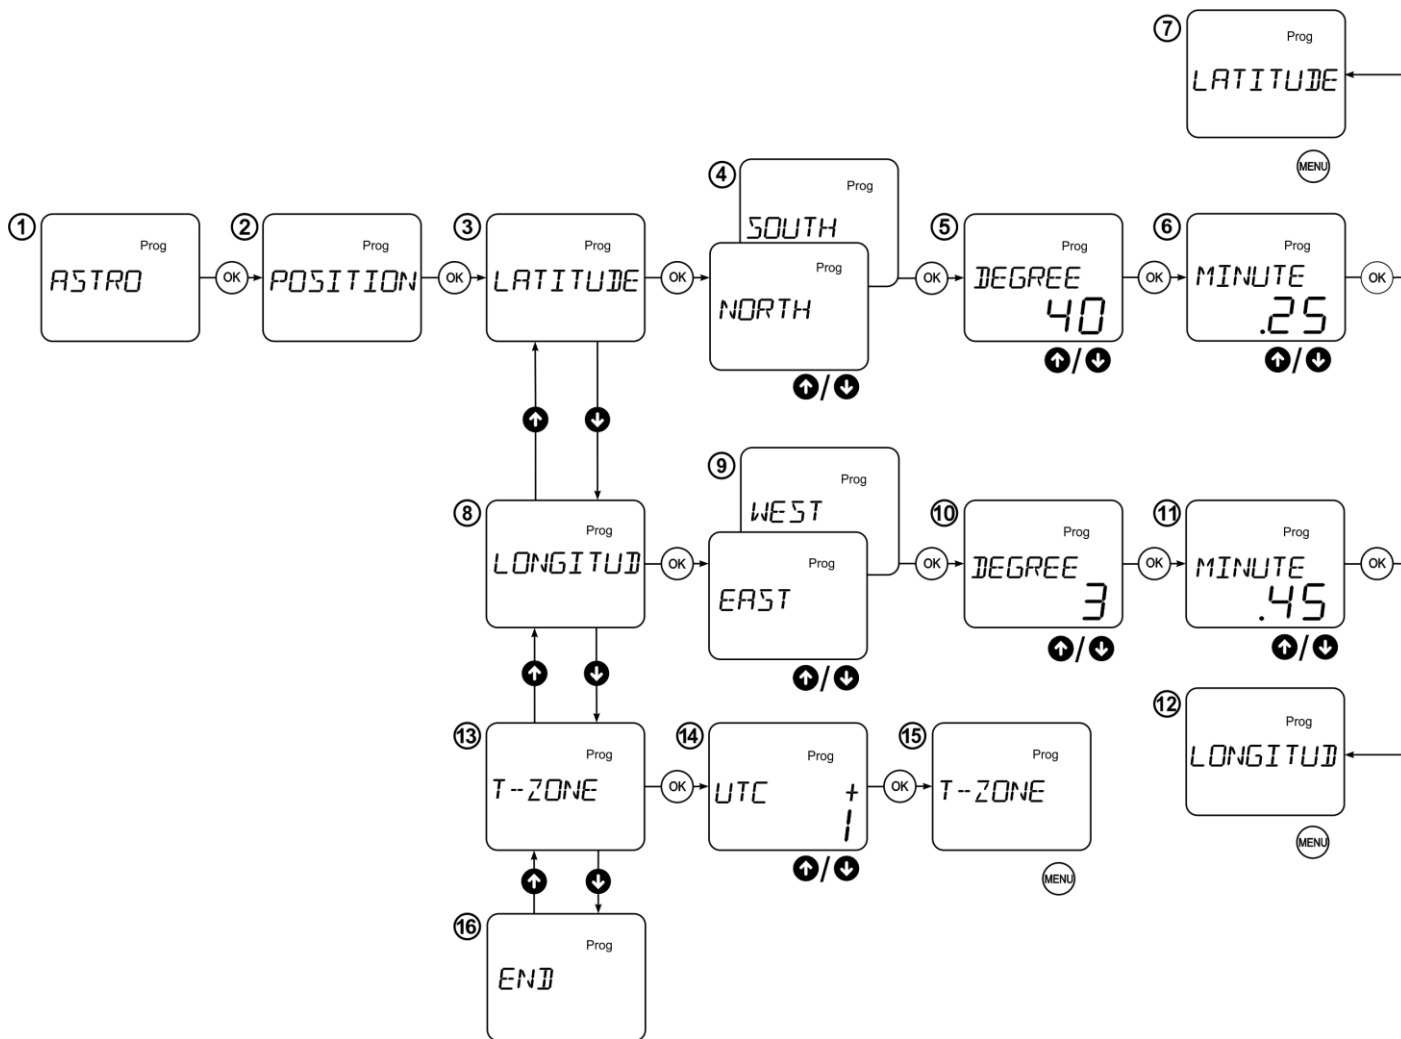 7
Prog
LATITUDE
MENU
1
Prog
ASTRO
OK
2
Prog
POSITION
OK
3
Prog
LATITUDE
OK
4
Prog
SOUTH
Prog
NORTH
/
OK
5
Prog
DEGREE
40
/
OK
6
Prog
MINUTE
.25
/
OK
8
Prog
LONGITUD
OK
9
Prog
WEST
Prog
EAST
/
OK
10
Prog
DEGREE
3
/
OK
11
Prog
MINUTE
.45
/
OK
12
Prog
LONGITUD
MENU
13
Prog
T-ZONE
OK
14
Prog
UTC +
1
/
OK
15
Prog
T-ZONE
MENU
16
Prog
END